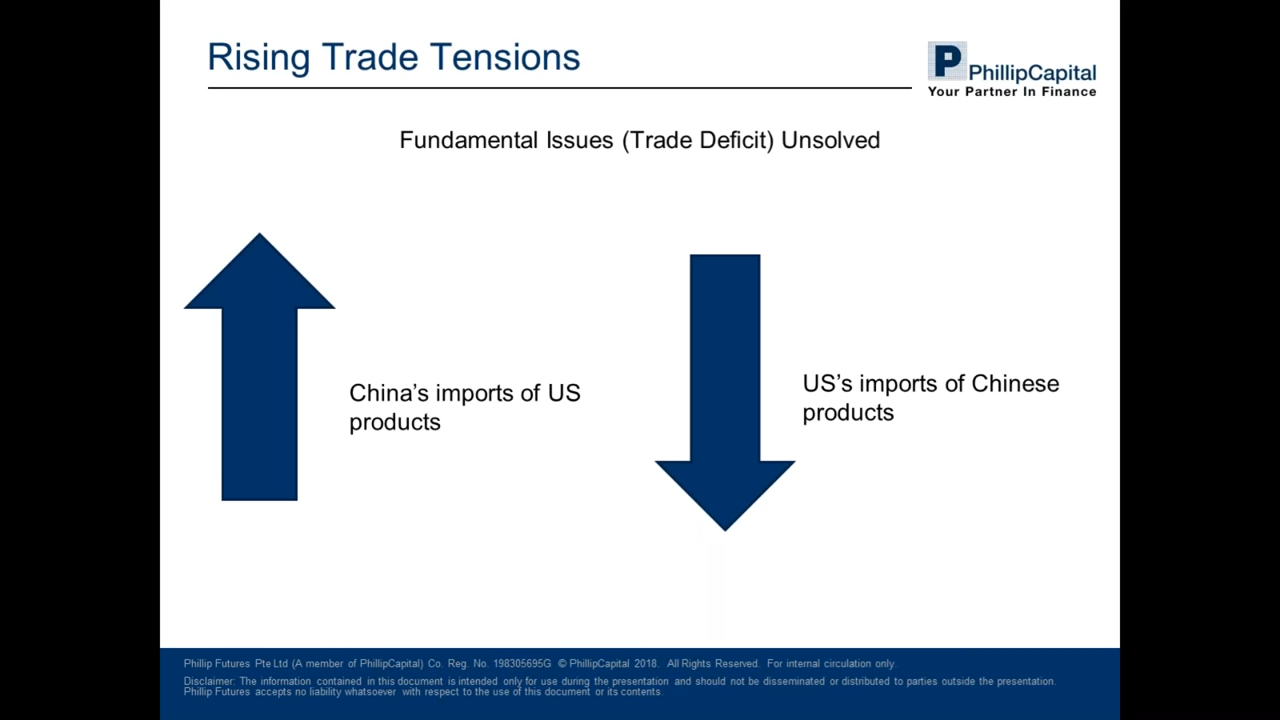 Rising Trade Tensions
P PhillipCapital
Your Partner In Finance
Fundamental Issues (Trade Deficit) Unsolved
China’s imports of US
products
US’s imports of Chinese
products
Phillip Futures Pte Ltd (A member of PhillipCapital) Co. Reg. No. 198305695G © PhillipCapital 2018. All Rights Reserved. For internal circulation only.
Disclaimer: The information contained in this document is intended only for use during the presentation and should not be disseminated or distributed to parties outside the presentation.
Phillip Futures accepts no liability whatsoever with respect to the use of this document or its contents.